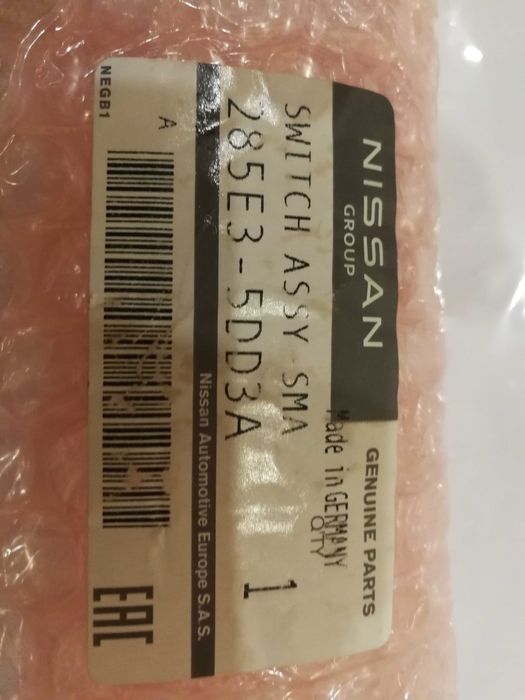 NISSAN
GROUP
GENUINE PARTS
Made in GERMANY
QTY
SWITCH ASSY SMA
285E3-5DD3A
1
Nissan Automotive Europe S.A.S.
A
NEGB1
EAC